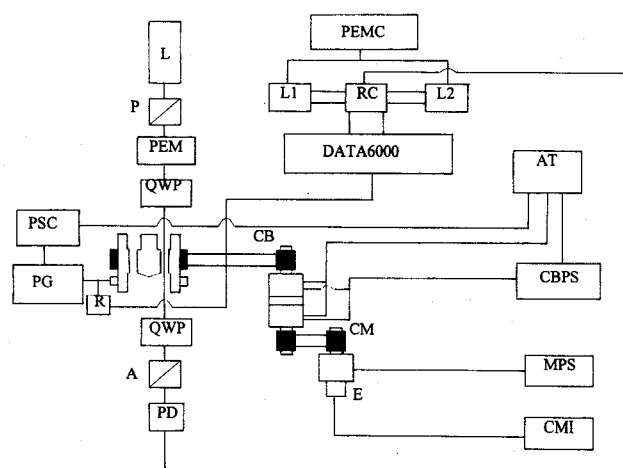 PEMC
L
L1
RC
L2
P
PEM
DATA6000
QWP
AT
PSC
CB
PG
R
CBPS
QWP
CM
A
MPS
E
PD
CMI